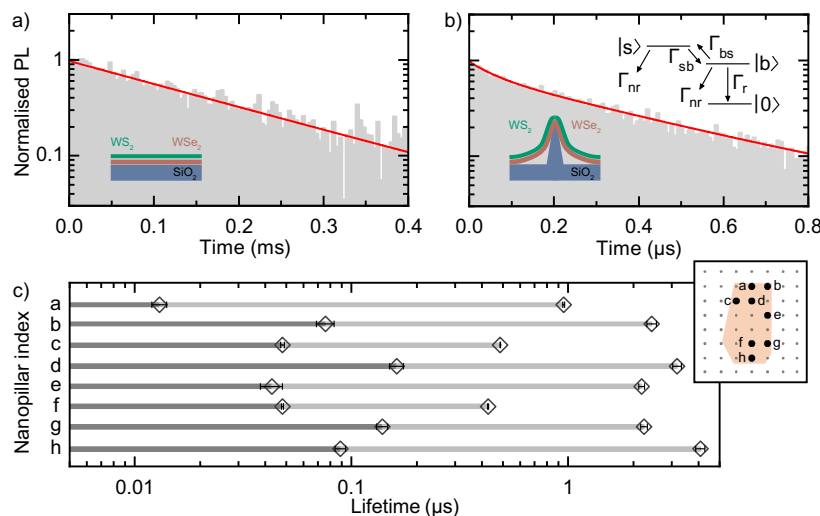 a)
Normalised PL
1
0.1
WS₂ WSe₂
SiO₂
0.0 0.1 0.2 0.3 0.4
Time (ms)
b)
|s⟩ Γbs
Γsb |b⟩
Γnr Γr
Γnr |0⟩
WS₂ WSe₂
SiO₂
0.0 0.2 0.4 0.6 0.8
Time (µs)
c)
Nanopillar index
a
b
c
d
e
f
g
h
0.01 0.1 1
Lifetime (µs)
a b
c d
e
f g
h